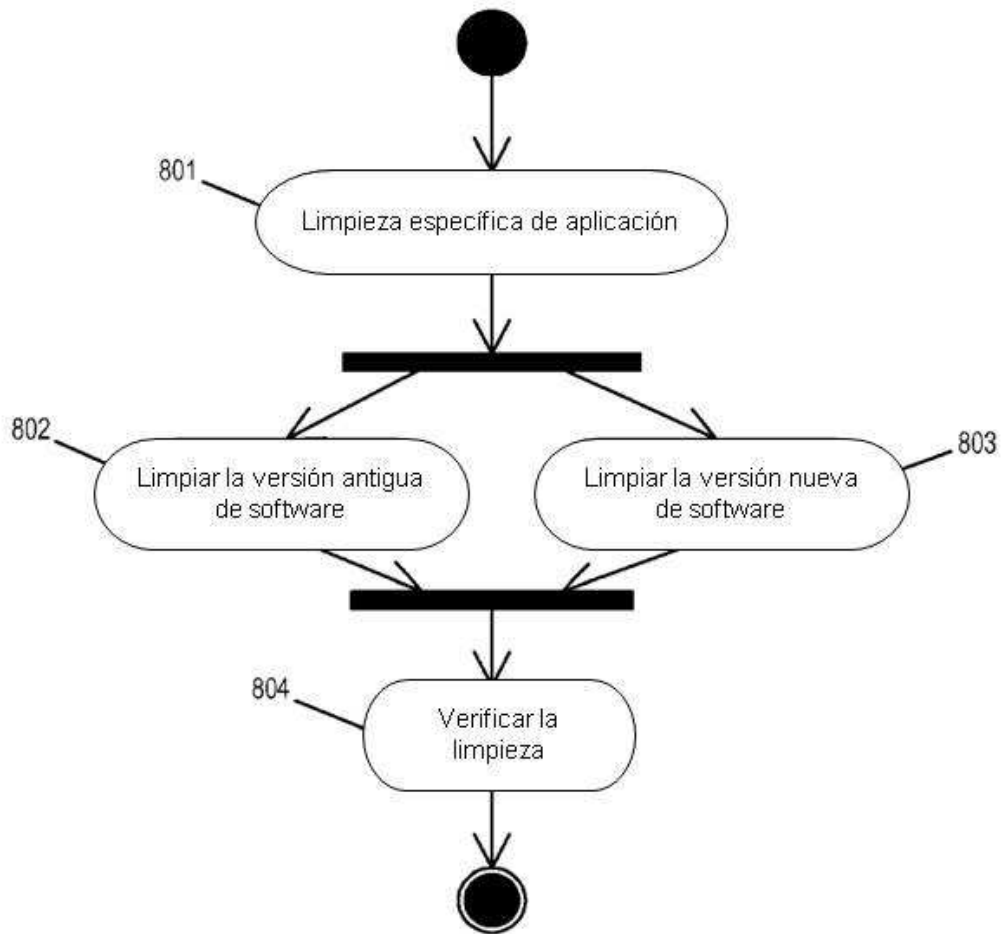 801
Limpieza específica de aplicación
802
Limpiar la versión antigua
de software
803
Limpiar la versión nueva
de software
804
Verificar la
limpieza